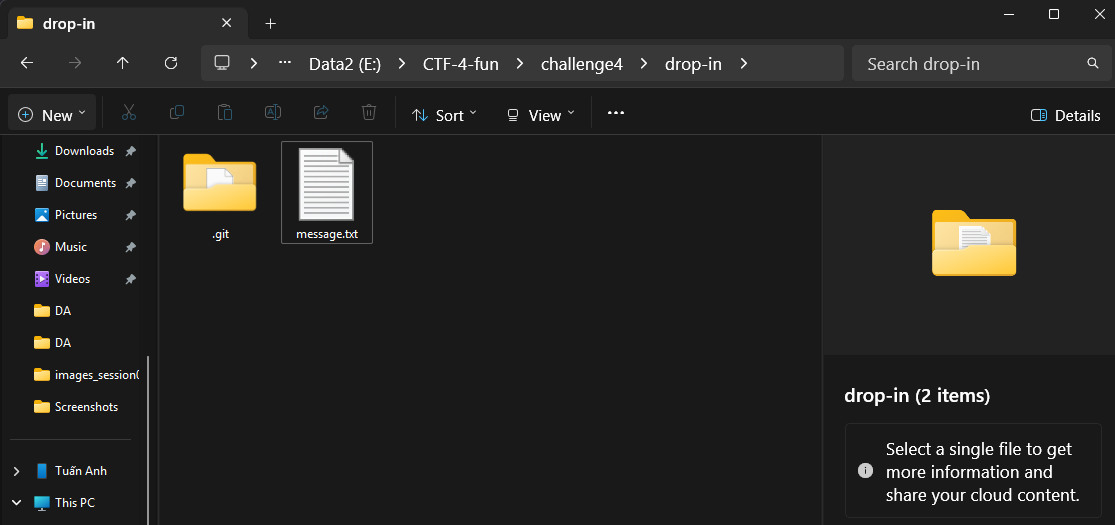 drop-in
Data2 (E:) CTF-4-fun challenge4 drop-in
Search drop-in
New Sort View Details
Downloads
Documents
Pictures
Music
Videos
DA
DA
images_session
Screenshots
Tuấn Anh
This PC
.git
message.txt
drop-in (2 items)
Select a single file to get
more information and
share your cloud content.